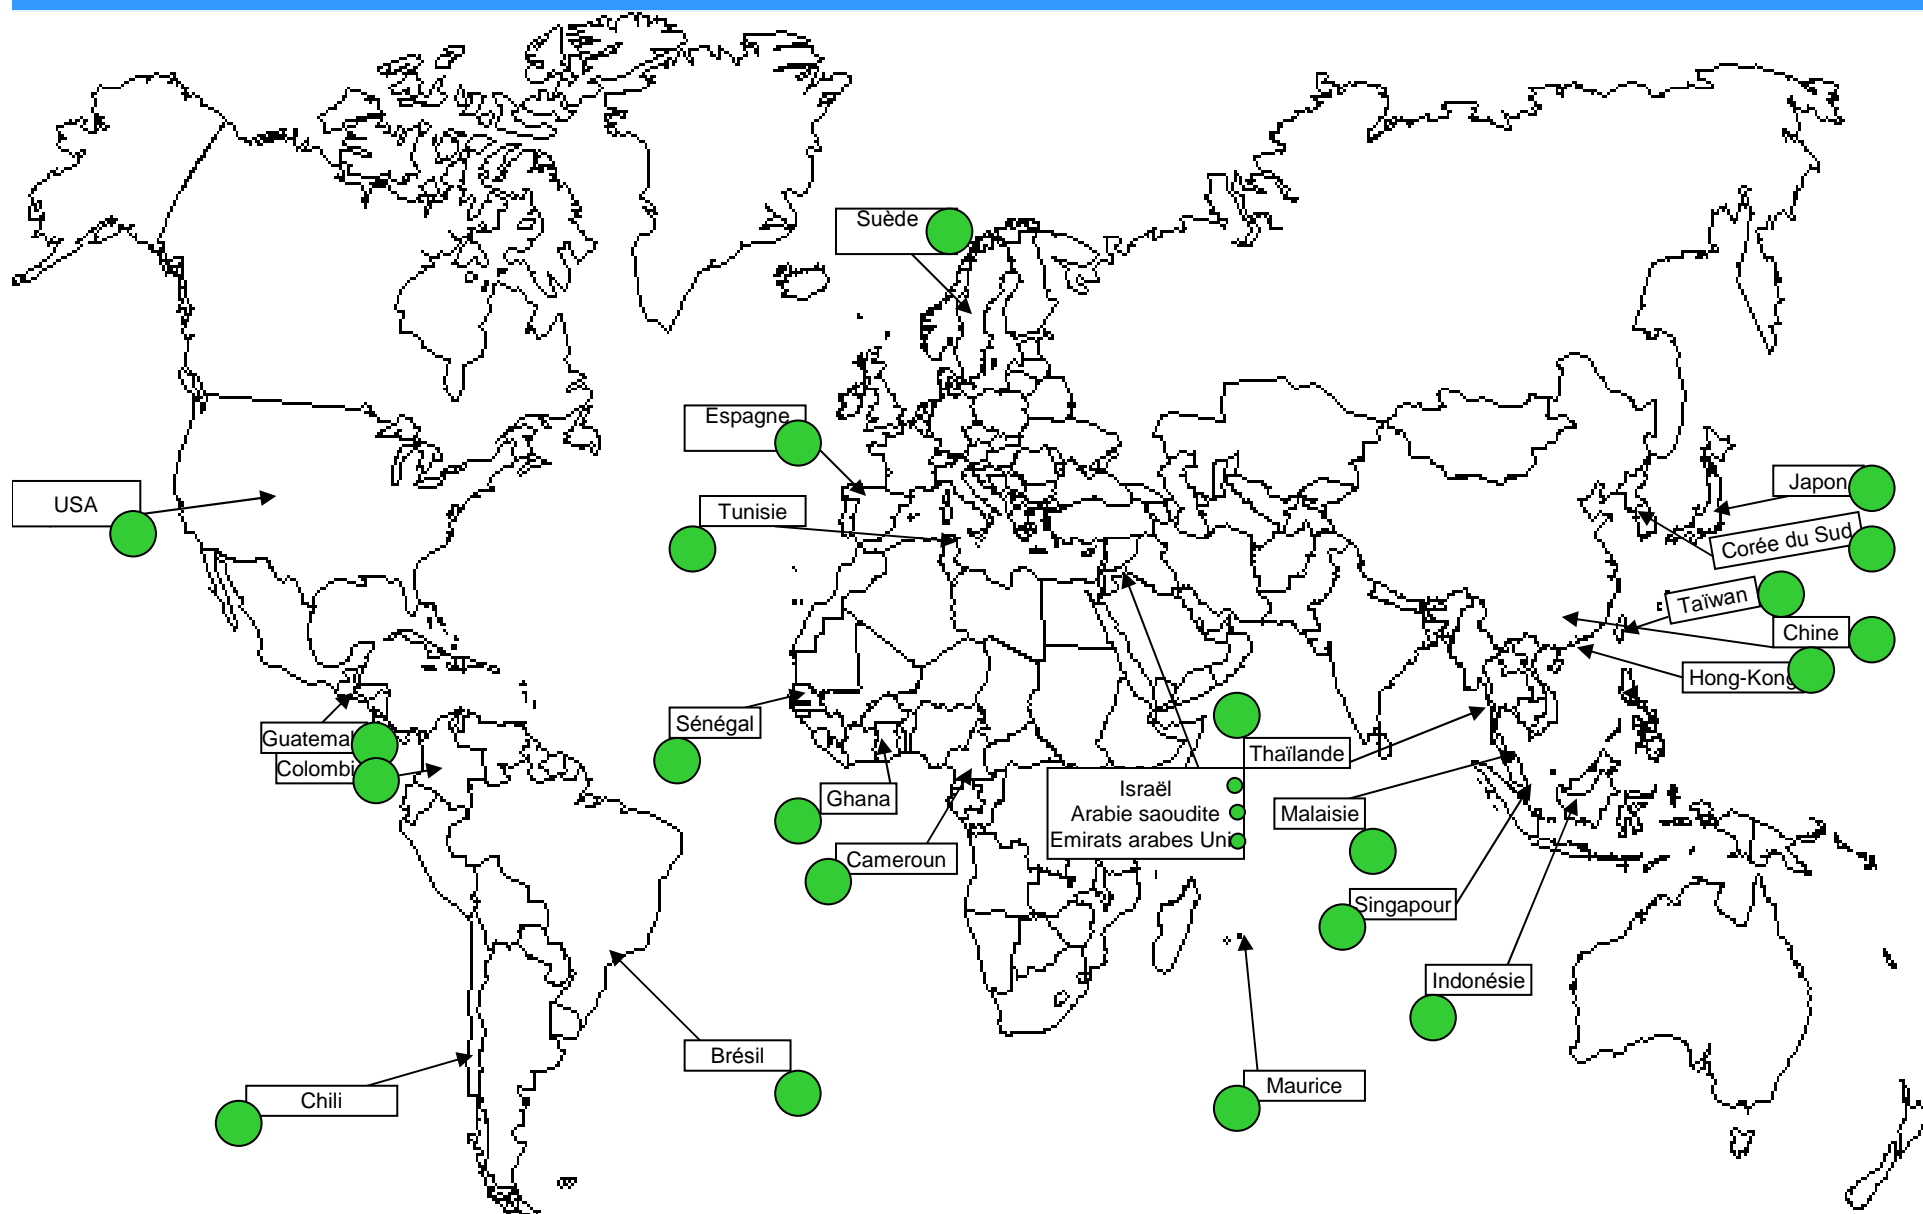 Suède
Espagne
USA
Tunisie
Japon
Corée du Sud
Taïwan
Chine
Hong-Kong
Sénégal
Guatemal
Colombi
Thaïlande
Israël
Arabie saoudite
Emirats arabes Uni
Ghana
Malaisie
Cameroun
Singapour
Indonésie
Brésil
Maurice
Chili